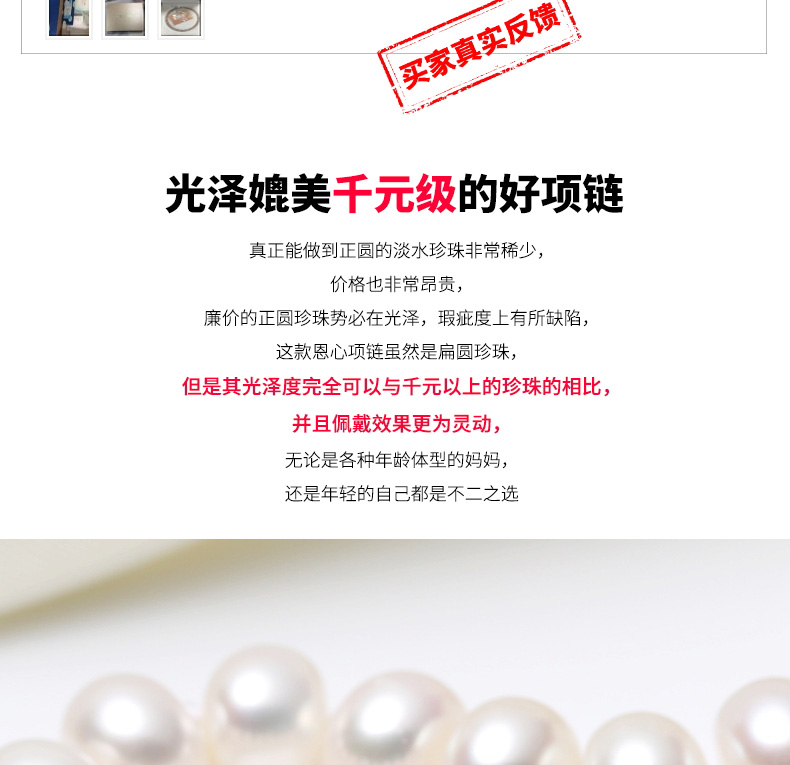 买家真实反馈
光泽媲美千元级的好项链
真正能做到正圆的淡水珍珠非常稀少，
价格也非常昂贵，
廉价的正圆珍珠势必在光泽，瑕疵度上有所缺陷，
这款恩心项链虽然是扁圆珍珠，
但是其光泽度完全可以与千元以上的珍珠的相比，
并且佩戴效果更为灵动，
无论是各种年龄体型的妈妈，
还是年轻的自己都是不二之选